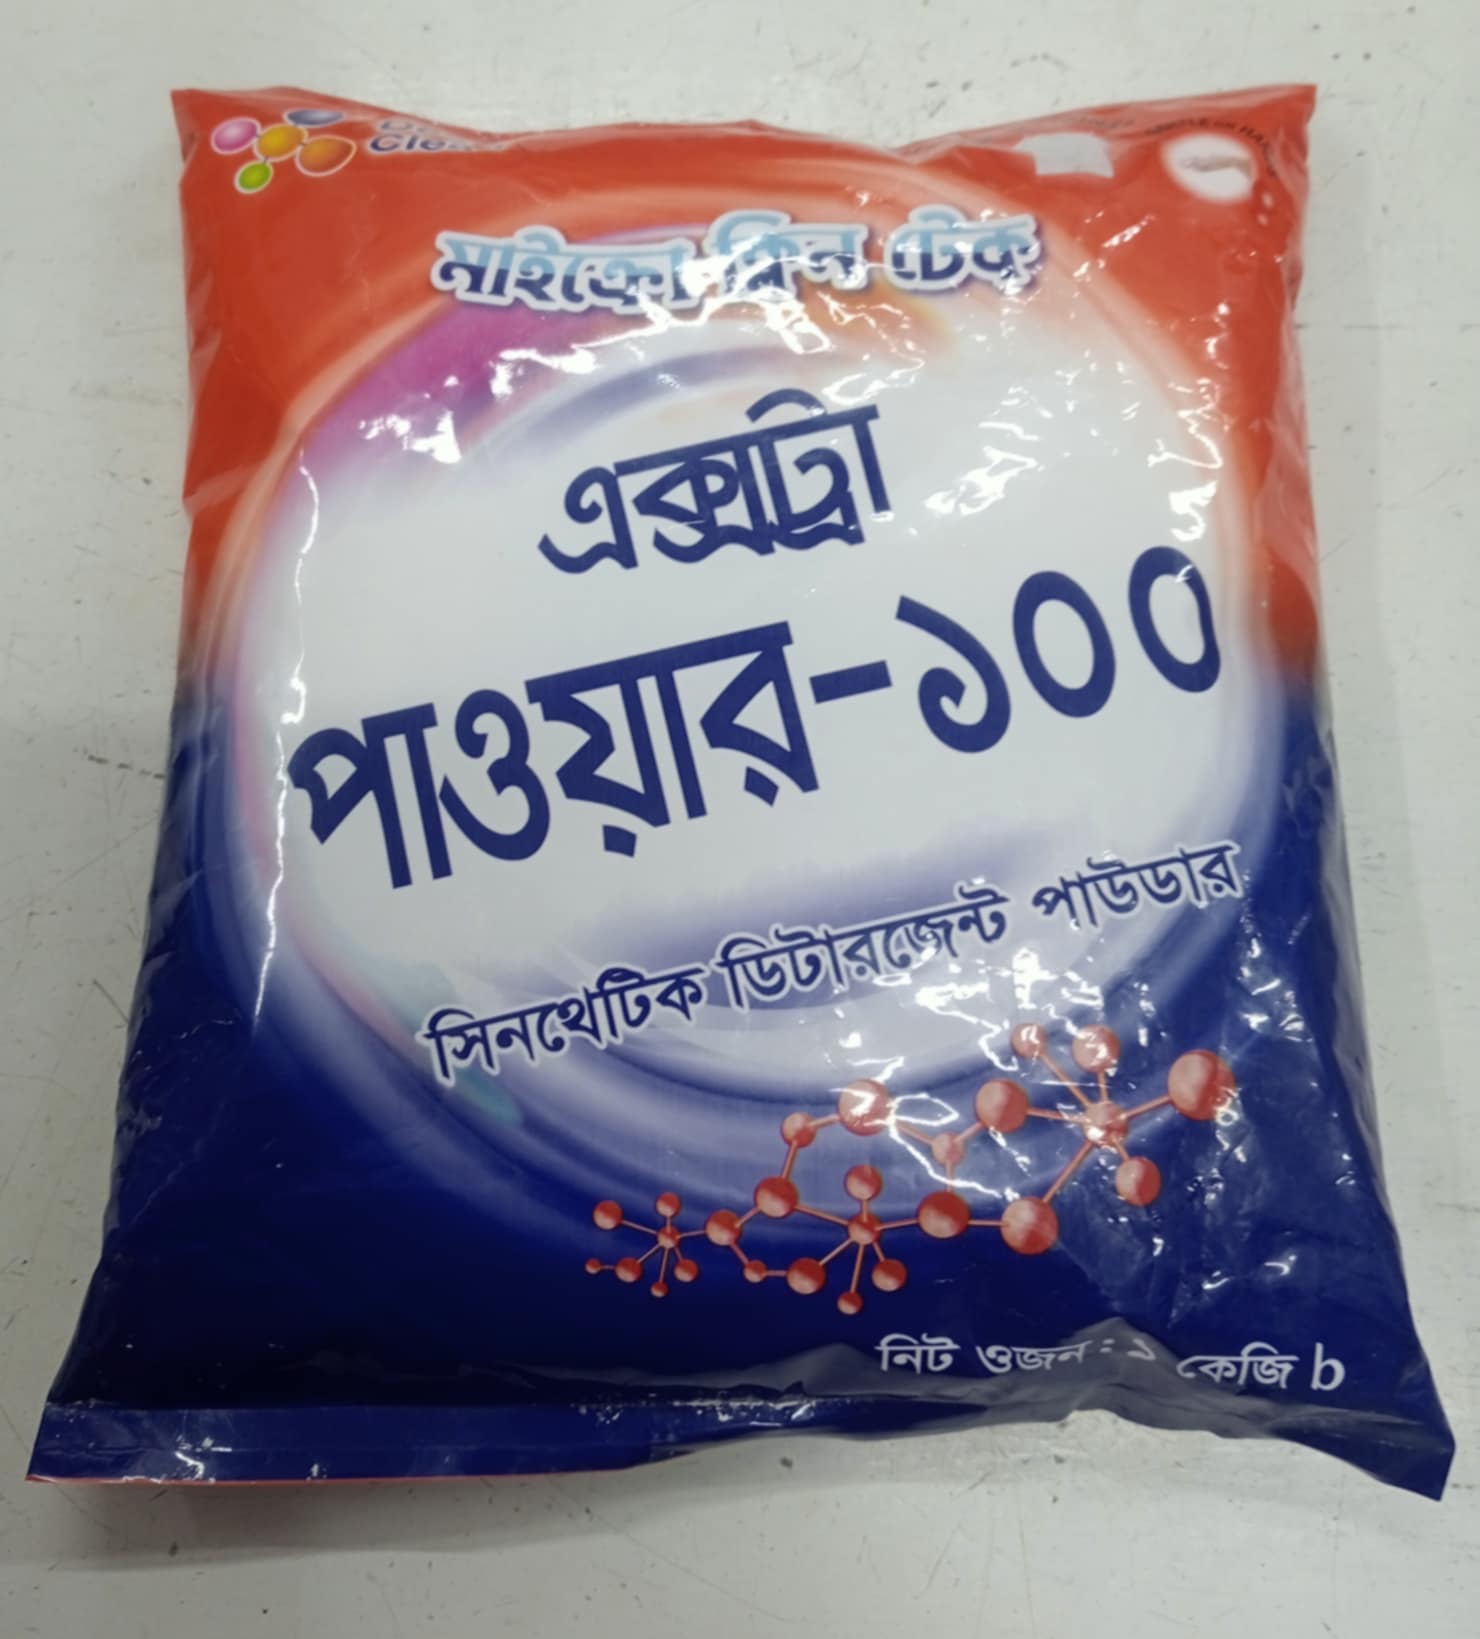 মাইক্রো ক্লিন টেক
এক্সট্রা
পাওয়ার-১০০
সিনথেটিক ডিটারজেন্ট পাউডার
নিট ওজন : ১ কেজি b